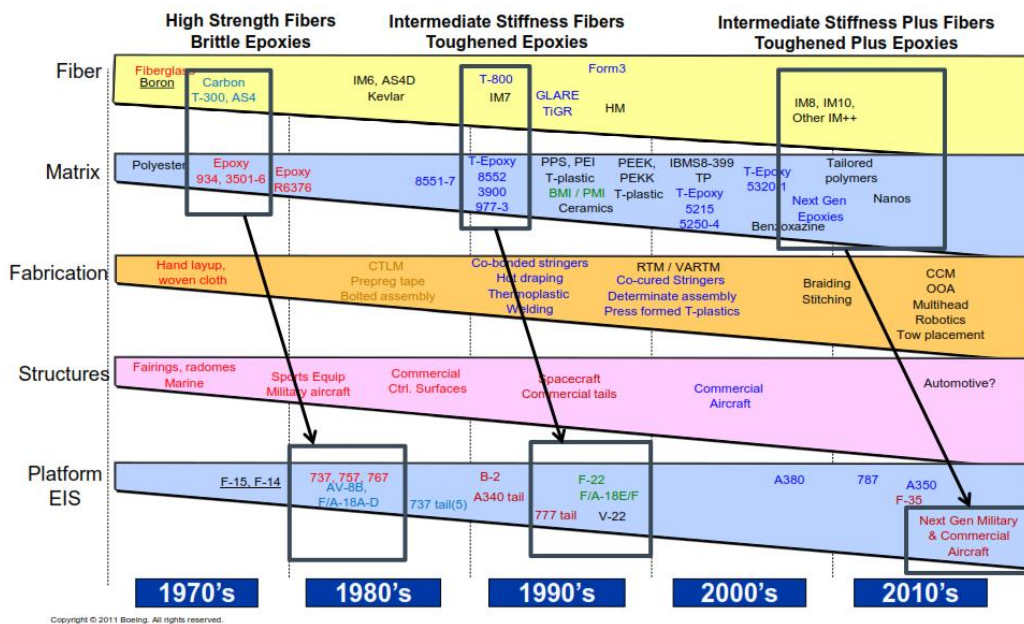 High Strength Fibers
Brittle Epoxies
Intermediate Stiffness Fibers
Toughened Epoxies
Intermediate Stiffness Plus Fibers
Toughened Plus Epoxies
Fiber
Fiberglass
Boron
Carbon
T-300, AS4
IM6, AS4D
Kevlar
T-800
IM7
Form3
GLARE
TiGR
HM
IM8, IM10,
Other IM++
Matrix
Polyester
Epoxy
934, 3501-6
Epoxy
R6376
8551-7
T-Epoxy
8552
3900
977-3
PPS, PEI
T-plastic
BMI / PMI
Ceramics
PEEK,
PEKK
T-plastic
IBMS8-399
TP
T-Epoxy
5215
5250-4
T-Epoxy
5320-1
Benzoxazine
Next Gen
Epoxies
Tailored
polymers
Nanos
Fabrication
Hand layup,
woven cloth
CTLM
Prepreg tape
Bolted assembly
Co-bonded stringers
Hot draping
Thermoplastic
Welding
RTM / VARTM
Co-cured Stringers
Determinate assembly
Press formed T-plastics
Braiding
Stitching
CCM
OOA
Multihead
Robotics
Tow placement
Structures
Fairings, radomes
Marine
Sports Equip
Military aircraft
Commercial
Ctrl. Surfaces
Spacecraft
Commercial tails
Commercial
Aircraft
Automotive?
Platform
EIS
F-15, F-14
737, 757, 767
AV-8B,
F/A-18A-D
737 tail(5)
B-2
A340 tail
777 tail
F-22
F/A-18E/F
V-22
A380
787
A350
F-35
Next Gen Military
& Commercial
Aircraft
1970's
1980's
1990's
2000's
2010's
Copyright © 2011 Boeing. All rights reserved.